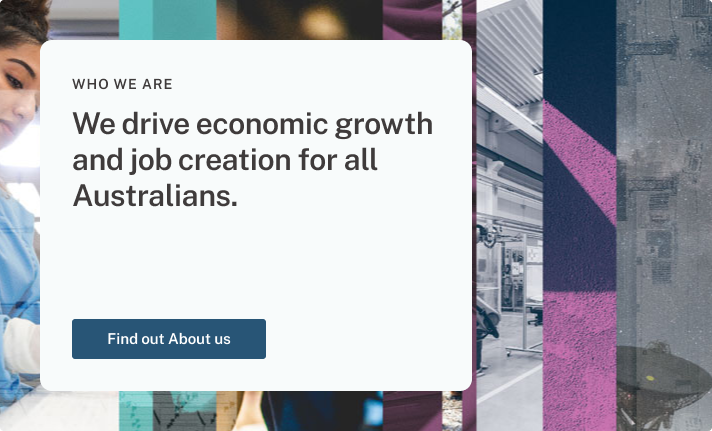 WHO WE ARE
We drive economic growth
and job creation for all
Australians.
Find out About us